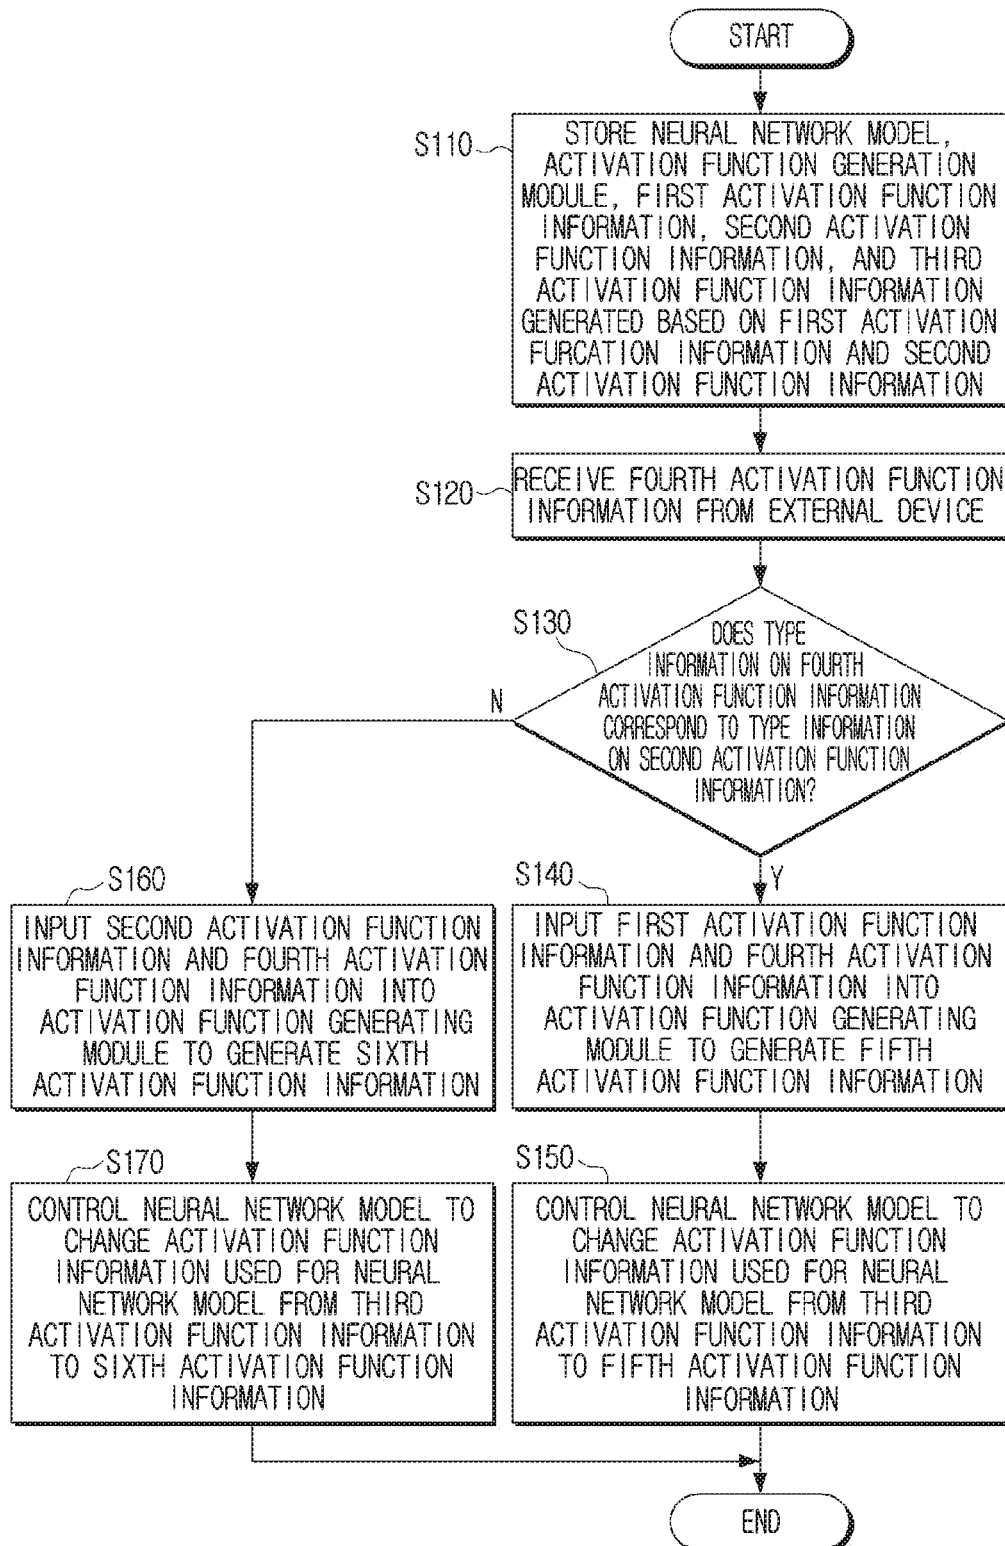 START
S110
STORE NEURAL NETWORK MODEL,
ACTIVATION FUNCTION GENERATION
MODULE, FIRST ACTIVATION FUNCTION
INFORMATION, SECOND ACTIVATION
FUNCTION INFORMATION, AND THIRD
ACTIVATION FUNCTION INFORMATION
GENERATED BASED ON FIRST ACTIVATION
FURCATION INFORMATION AND SECOND
ACTIVATION FUNCTION INFORMATION
S120
RECEIVE FOURTH ACTIVATION FUNCTION
INFORMATION FROM EXTERNAL DEVICE
S130
DOES TYPE
INFORMATION ON FOURTH
ACTIVATION FUNCTION INFORMATION
CORRESPOND TO TYPE INFORMATION
ON SECOND ACTIVATION FUNCTION
INFORMATION?
N
Y
S160
INPUT SECOND ACTIVATION FUNCTION
INFORMATION AND FOURTH ACTIVATION
FUNCTION INFORMATION INTO
ACTIVATION FUNCTION GENERATING
MODULE TO GENERATE SIXTH
ACTIVATION FUNCTION INFORMATION
S140
INPUT FIRST ACTIVATION FUNCTION
INFORMATION AND FOURTH ACTIVATION
FUNCTION INFORMATION INTO
ACTIVATION FUNCTION GENERATING
MODULE TO GENERATE FIFTH
ACTIVATION FUNCTION INFORMATION
S170
CONTROL NEURAL NETWORK MODEL TO
CHANGE ACTIVATION FUNCTION
INFORMATION USED FOR NEURAL
NETWORK MODEL FROM THIRD
ACTIVATION FUNCTION INFORMATION
TO SIXTH ACTIVATION FUNCTION
INFORMATION
S150
CONTROL NEURAL NETWORK MODEL TO
CHANGE ACTIVATION FUNCTION
INFORMATION USED FOR NEURAL
NETWORK MODEL FROM THIRD
ACTIVATION FUNCTION INFORMATION
TO FIFTH ACTIVATION FUNCTION
INFORMATION
END